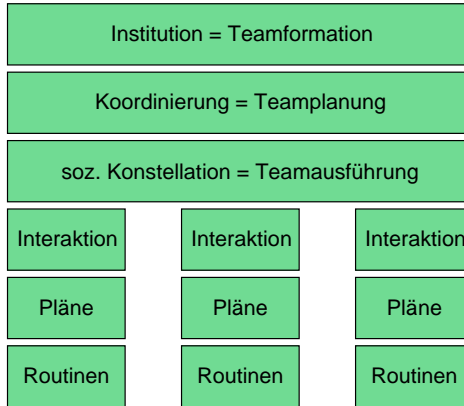 Institution = Teamformation
Koordinierung = Teamplanung
soz. Konstellation = Teamausführung
Interaktion Interaktion Interaktion
Pläne Pläne Pläne
Routinen Routinen Routinen